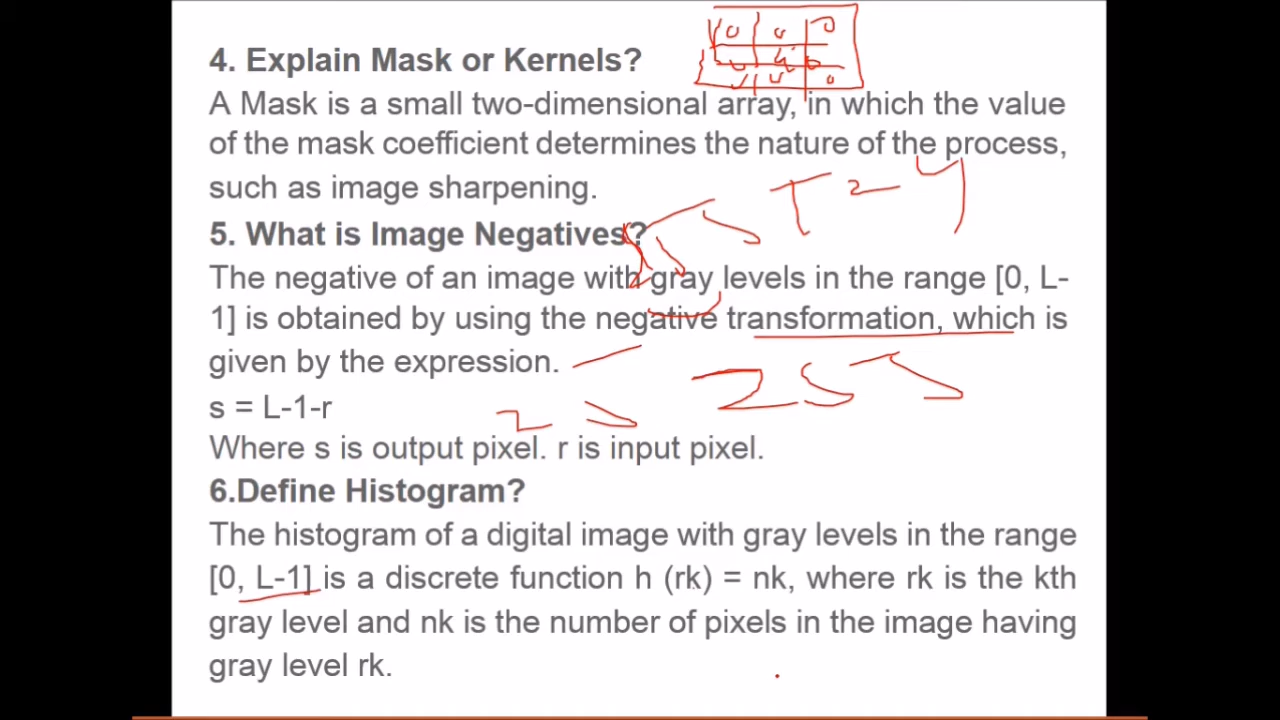 4. Explain Mask or Kernels?
A Mask is a small two-dimensional array, in which the value
of the mask coefficient determines the nature of the process,
such as image sharpening.
5. What is Image Negatives?
The negative of an image with gray levels in the range [0, L-
1] is obtained by using the negative transformation, which is
given by the expression.
255
s = L-1-r
Where s is output pixel. r is input pixel.
6.Define Histogram?
The histogram of a digital image with gray levels in the range
[0, L-1] is a discrete function h (rk) = nk, where rk is the kth
gray level and nk is the number of pixels in the image having
gray level rk.